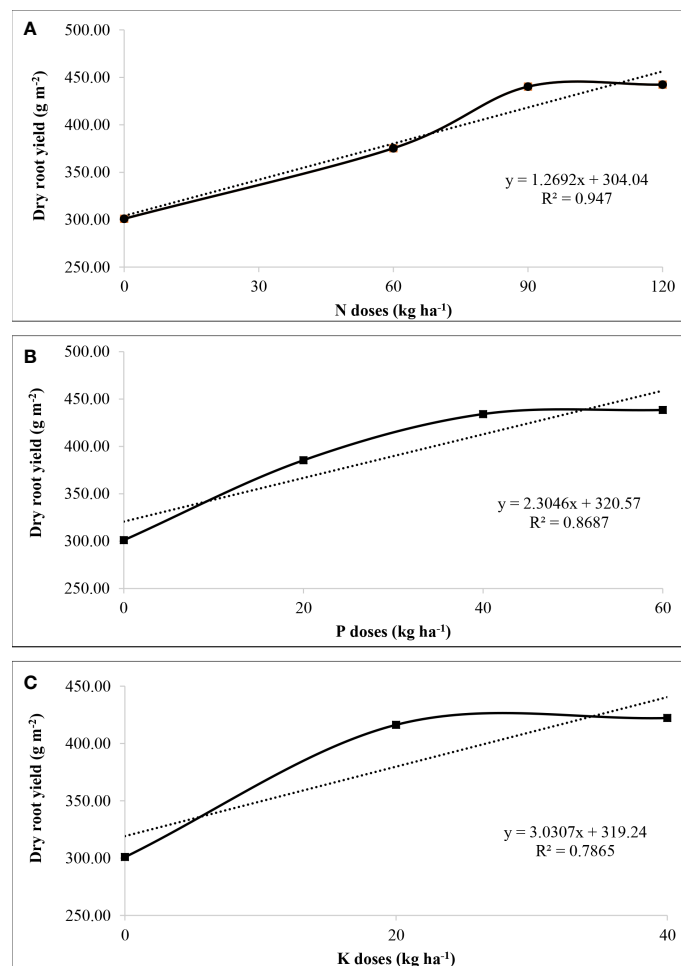 A
500.00
450.00
400.00
350.00
300.00
250.00
Dry root yield (g m⁻²)
y = 1.2692x + 304.04
R² = 0.947
0 30 60 90 120
N doses (kg ha⁻¹)
B
500.00
450.00
400.00
350.00
300.00
250.00
Dry root yield (g m⁻²)
y = 2.3046x + 320.57
R² = 0.8687
0 20 40 60
P doses (kg ha⁻¹)
C
450.00
400.00
350.00
300.00
250.00
Dry root yield (g m⁻²)
y = 3.0307x + 319.24
R² = 0.7865
0 20 40
K doses (kg ha⁻¹)